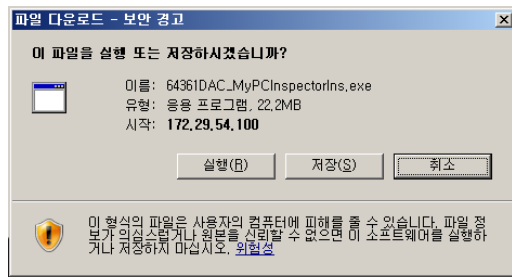 파일 다운로드 - 보안 경고
이 파일을 실행 또는 저장하시겠습니까?
이름: 64361DAC_MyPCInspectorIns.exe
유형: 응용 프로그램, 22.2MB
시작: 172.29.54.100
실행(R) 저장(S) 취소
이 형식의 파일은 사용자의 컴퓨터에 피해를 줄 수 있습니다. 파일 정
보가 의심스럽거나 원본을 신뢰할 수 없으면 이 소프트웨어를 실행하
거나 저장하지 마십시오. 위험성